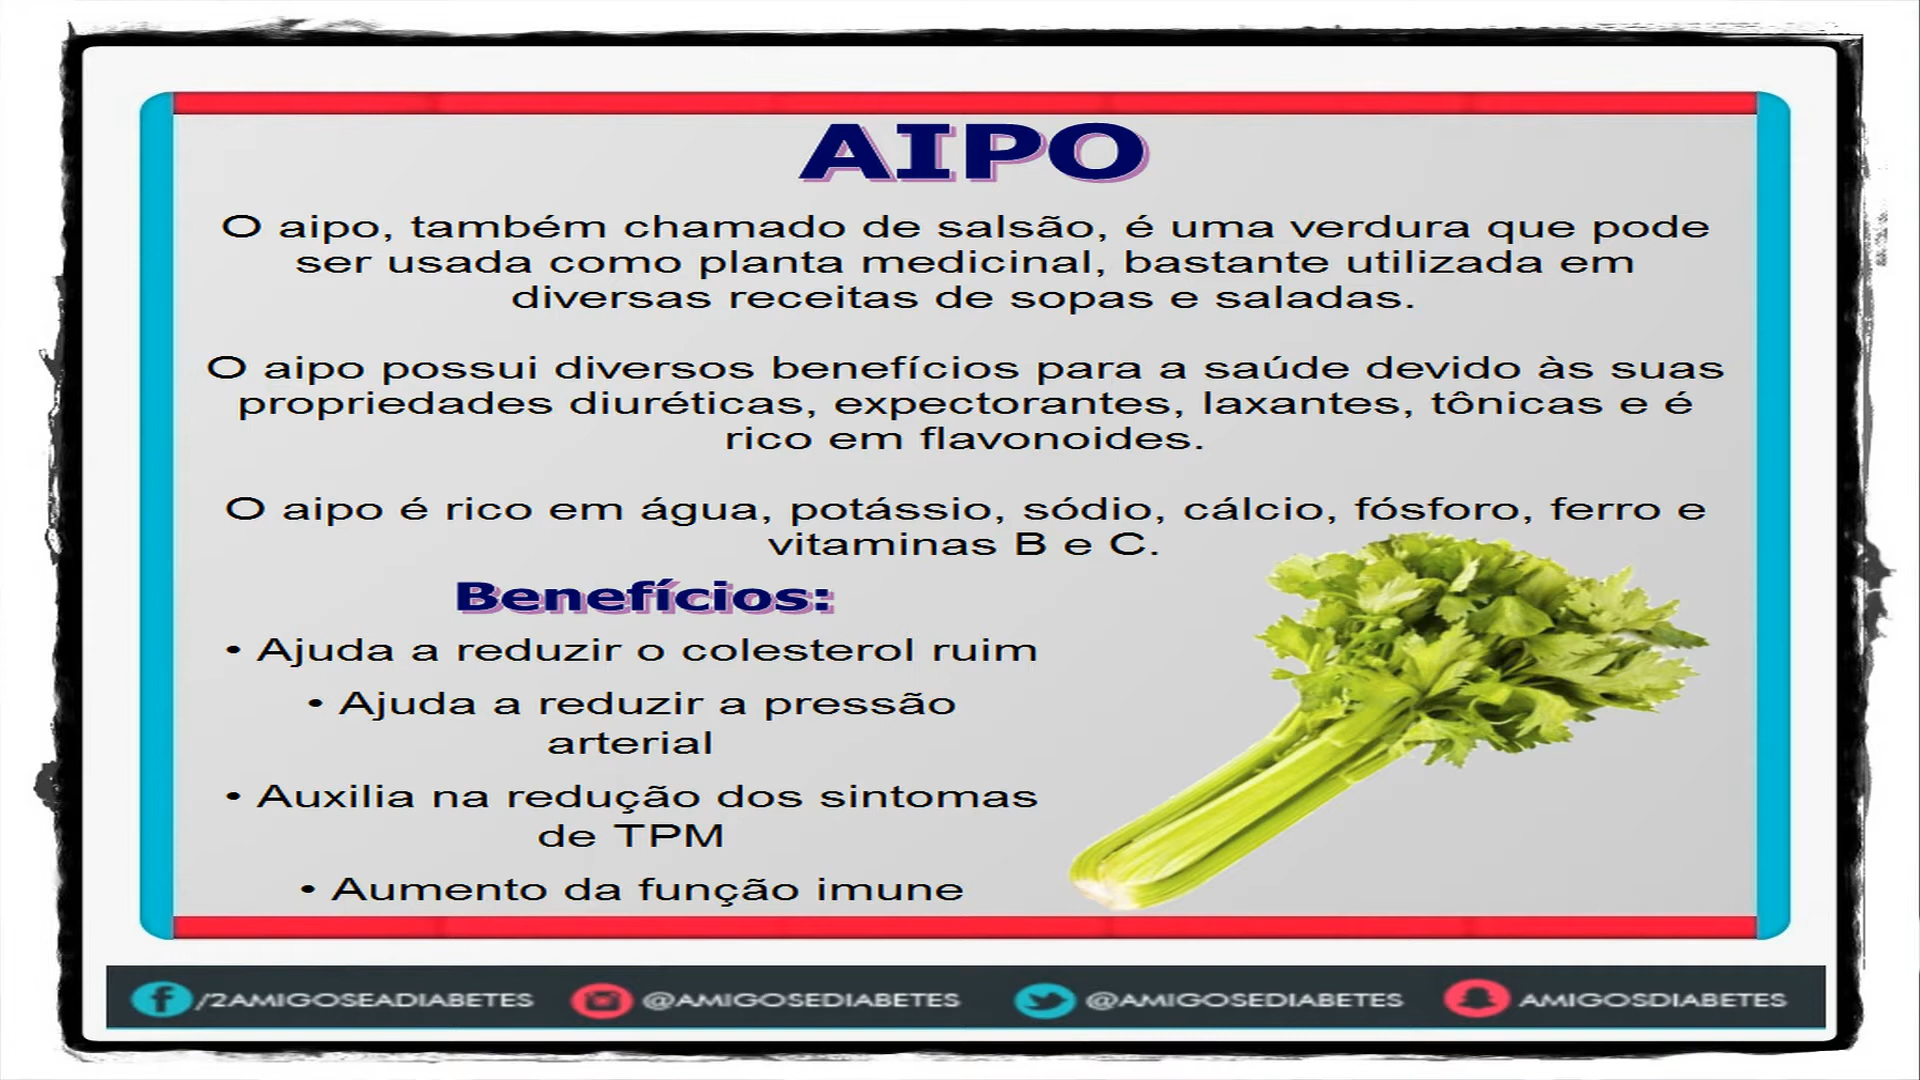 AIPO
O aipo, também chamado de salsão, é uma verdura que pode
ser usada como planta medicinal, bastante utilizada em
diversas receitas de sopas e saladas.
O aipo possui diversos benefícios para a saúde devido às suas
propriedades diuréticas, expectorantes, laxantes, tônicas e é
rico em flavonoides.
O aipo é rico em água, potássio, sódio, cálcio, fósforo, ferro e
vitaminas B e C.
Benefícios:
• Ajuda a reduzir o colesterol ruim
• Ajuda a reduzir a pressão
arterial
• Auxilia na redução dos sintomas
de TPM
• Aumento da função imune
/2AMIGOSEADIABETES @AMIGOSEDIABETES @AMIGOSEDIABETES AMIGOSDIABETES